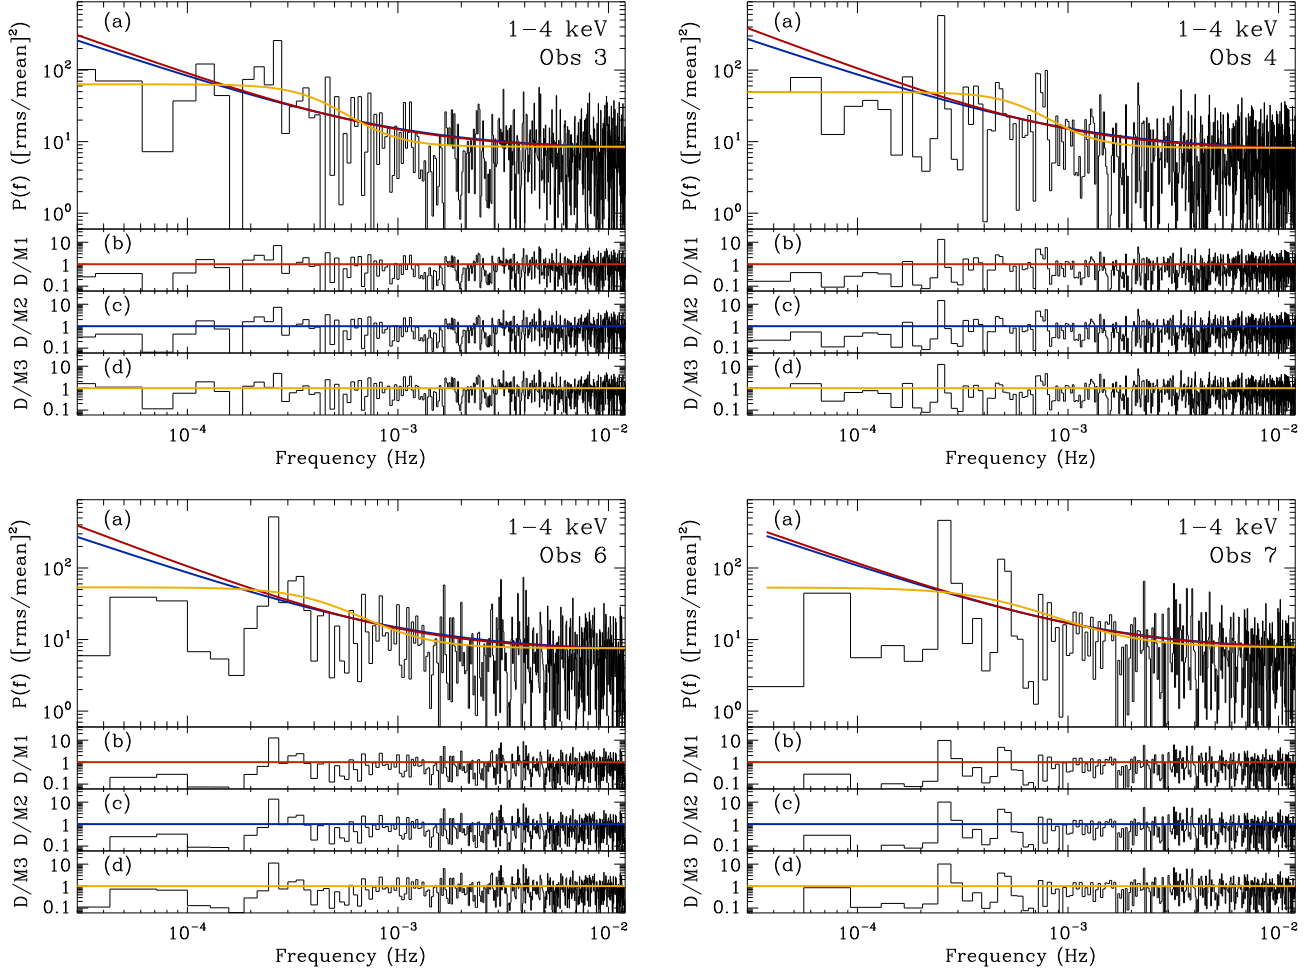 (a)
1−4 keV
Obs 3
P(f) ([rms/mean]²)
10²
10¹
10⁰
(b)
D/M1
10
1
0.1
(c)
D/M2
10
1
0.1
(d)
D/M3
10
1
0.1
10⁻⁴
10⁻³
10⁻²
Frequency (Hz)
(a)
1−4 keV
Obs 4
P(f) ([rms/mean]²)
10²
10¹
10⁰
(b)
D/M1
10
1
0.1
(c)
D/M2
10
1
0.1
(d)
D/M3
10
1
0.1
10⁻⁴
10⁻³
10⁻²
Frequency (Hz)
(a)
1−4 keV
Obs 6
P(f) ([rms/mean]²)
10²
10¹
10⁰
(b)
D/M1
10
1
0.1
(c)
D/M2
10
1
0.1
(d)
D/M3
10
1
0.1
10⁻⁴
10⁻³
10⁻²
Frequency (Hz)
(a)
1−4 keV
Obs 7
P(f) ([rms/mean]²)
10²
10¹
10⁰
(b)
D/M1
10
1
0.1
(c)
D/M2
10
1
0.1
(d)
D/M3
10
1
0.1
10⁻⁴
10⁻³
10⁻²
Frequency (Hz)